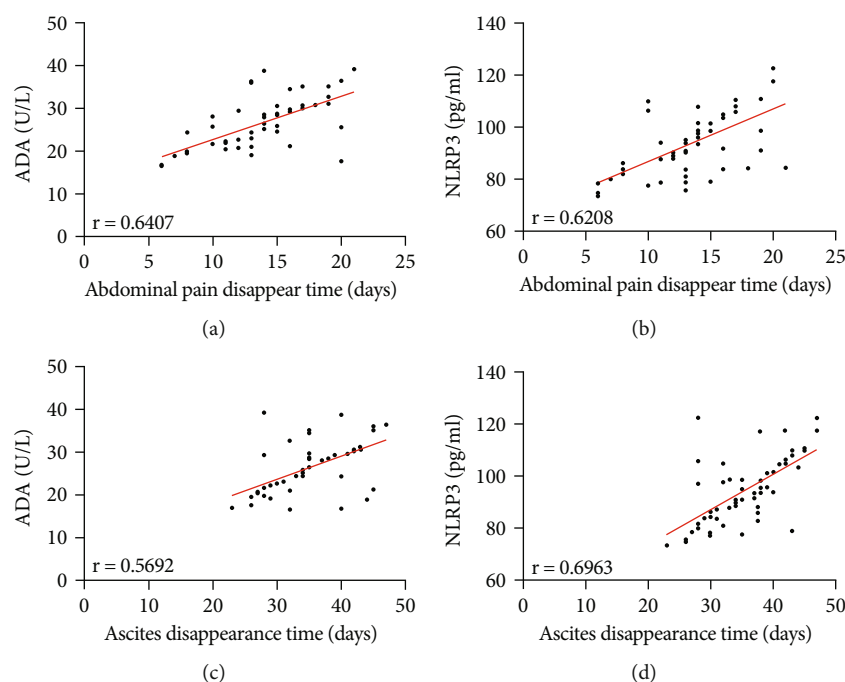 50
40
30
20
10
0
ADA (U/L)
r = 0.6407
0 5 10 15 20 25
Abdominal pain disappear time (days)
(a)
140
120
100
80
60
NLRP3 (pg/ml)
r = 0.6208
0 5 10 15 20 25
Abdominal pain disappear time (days)
(b)
50
40
30
20
10
0
ADA (U/L)
r = 0.5692
0 10 20 30 40 50
Ascites disappearance time (days)
(c)
140
120
100
80
60
NLRP3 (pg/ml)
r = 0.6963
0 10 20 30 40 50
Ascites disappearance time (days)
(d)